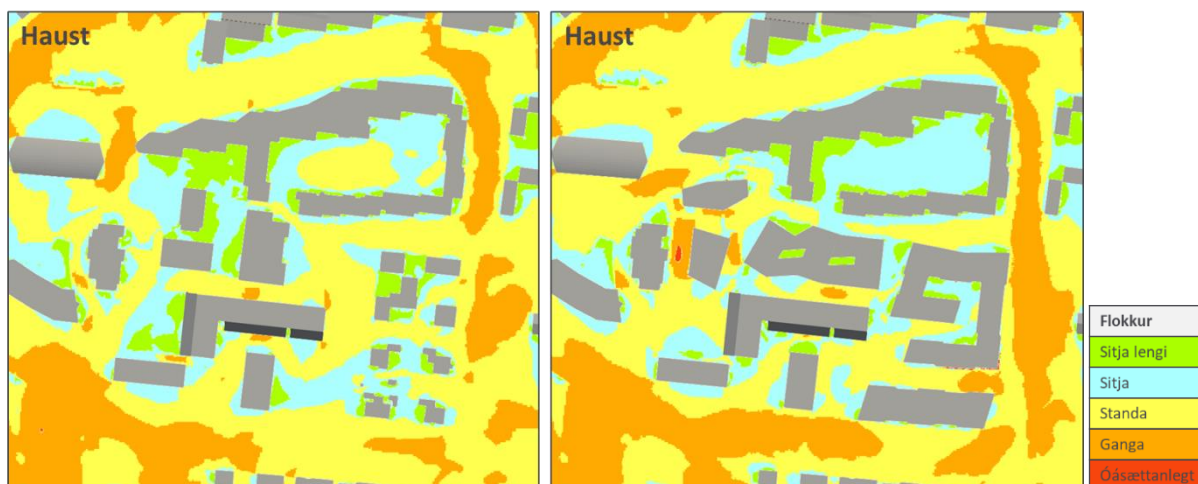 Haust
Haust
Flokkur
Sitja lengi
Sitja
Standa
Ganga
Óásættanlegt